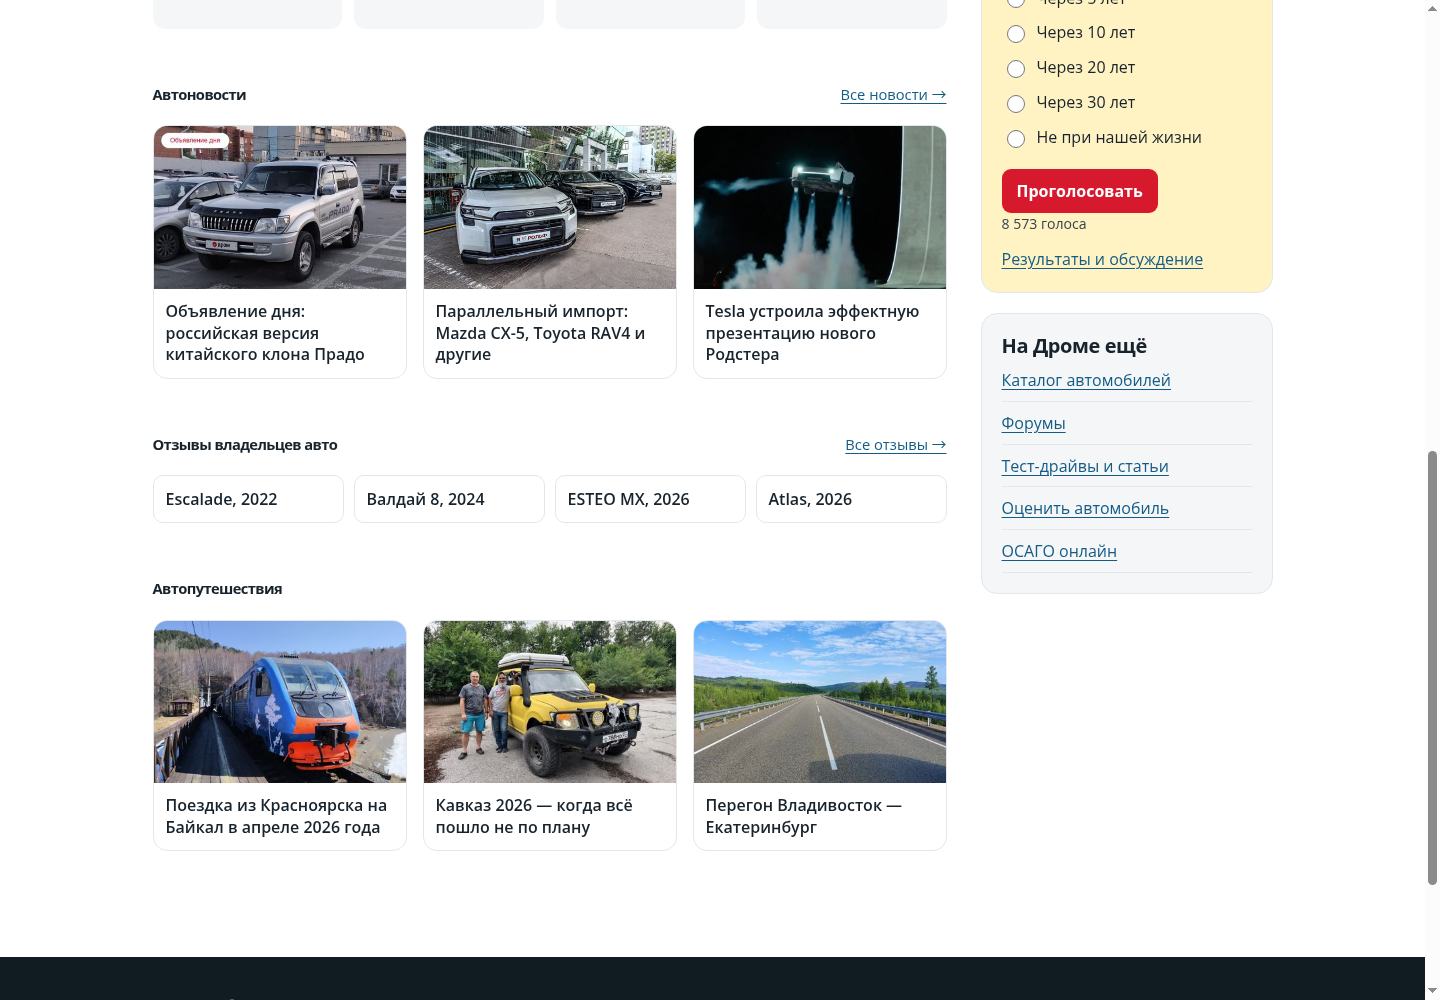 Через 10 лет
Через 20 лет
Через 30 лет
Не при нашей жизни
Проголосовать
8 573 голоса
Результаты и обсуждение
Автоновости
Все новости →
Объявление дня
Объявление дня:
российская версия
китайского клона Прадо
Параллельный импорт:
Mazda CX-5, Toyota RAV4 и
другие
Tesla устроила эффектную
презентацию нового
Родстера
На Дроме ещё
Каталог автомобилей
Форумы
Тест-драйвы и статьи
Оценить автомобиль
ОСАГО онлайн
Отзывы владельцев авто
Все отзывы →
Escalade, 2022
Валдай 8, 2024
ESTEO MX, 2026
Atlas, 2026
Автопутешествия
Поездка из Красноярска на
Байкал в апреле 2026 года
Кавказ 2026 — когда всё
пошло не по плану
Перегон Владивосток —
Екатеринбург